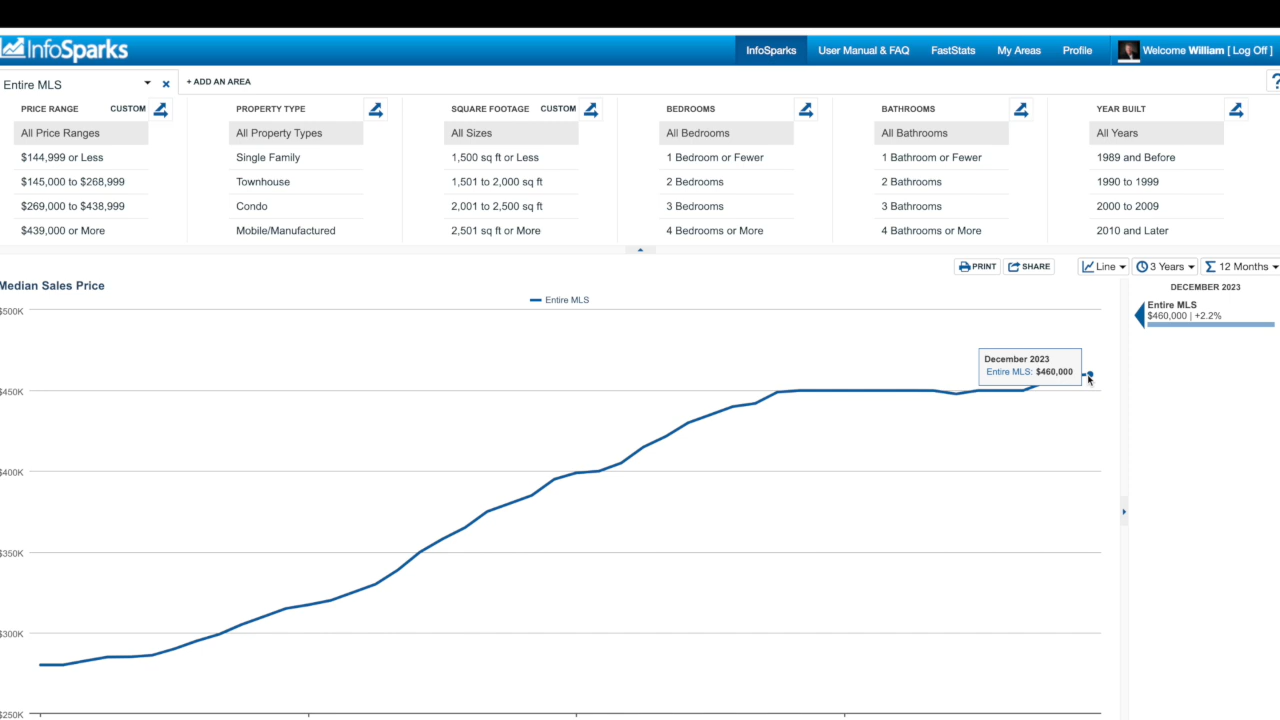 InfoSparks
InfoSparks User Manual & FAQ FastStats My Areas Profile Welcome William [ Log Off ]
Entire MLS + ADD AN AREA ?
PRICE RANGE CUSTOM PROPERTY TYPE SQUARE FOOTAGE CUSTOM BEDROOMS BATHROOMS YEAR BUILT
All Price Ranges All Property Types All Sizes All Bedrooms All Bathrooms All Years
$144,999 or Less Single Family 1,500 sq ft or Less 1 Bedroom or Fewer 1 Bathroom or Fewer 1989 and Before
$145,000 to $268,999 Townhouse 1,501 to 2,000 sq ft 2 Bedrooms 2 Bathrooms 1990 to 1999
$269,000 to $438,999 Condo 2,001 to 2,500 sq ft 3 Bedrooms 3 Bathrooms 2000 to 2009
$439,000 or More Mobile/Manufactured 2,501 sq ft or More 4 Bedrooms or More 4 Bathrooms or More 2010 and Later
PRINT SHARE Line 3 Years Σ 12 Months
Median Sales Price
DECEMBER 2023
Entire MLS
Entire MLS
$460,000 | +2.2%
$500K
December 2023
Entire MLS: $460,000
$450K
$400K
$350K
$300K
$250K